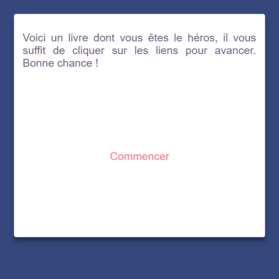 Voici un livre dont vous êtes le héros, il vous
suffit de cliquer sur les liens pour avancer.
Bonne chance !
Commencer